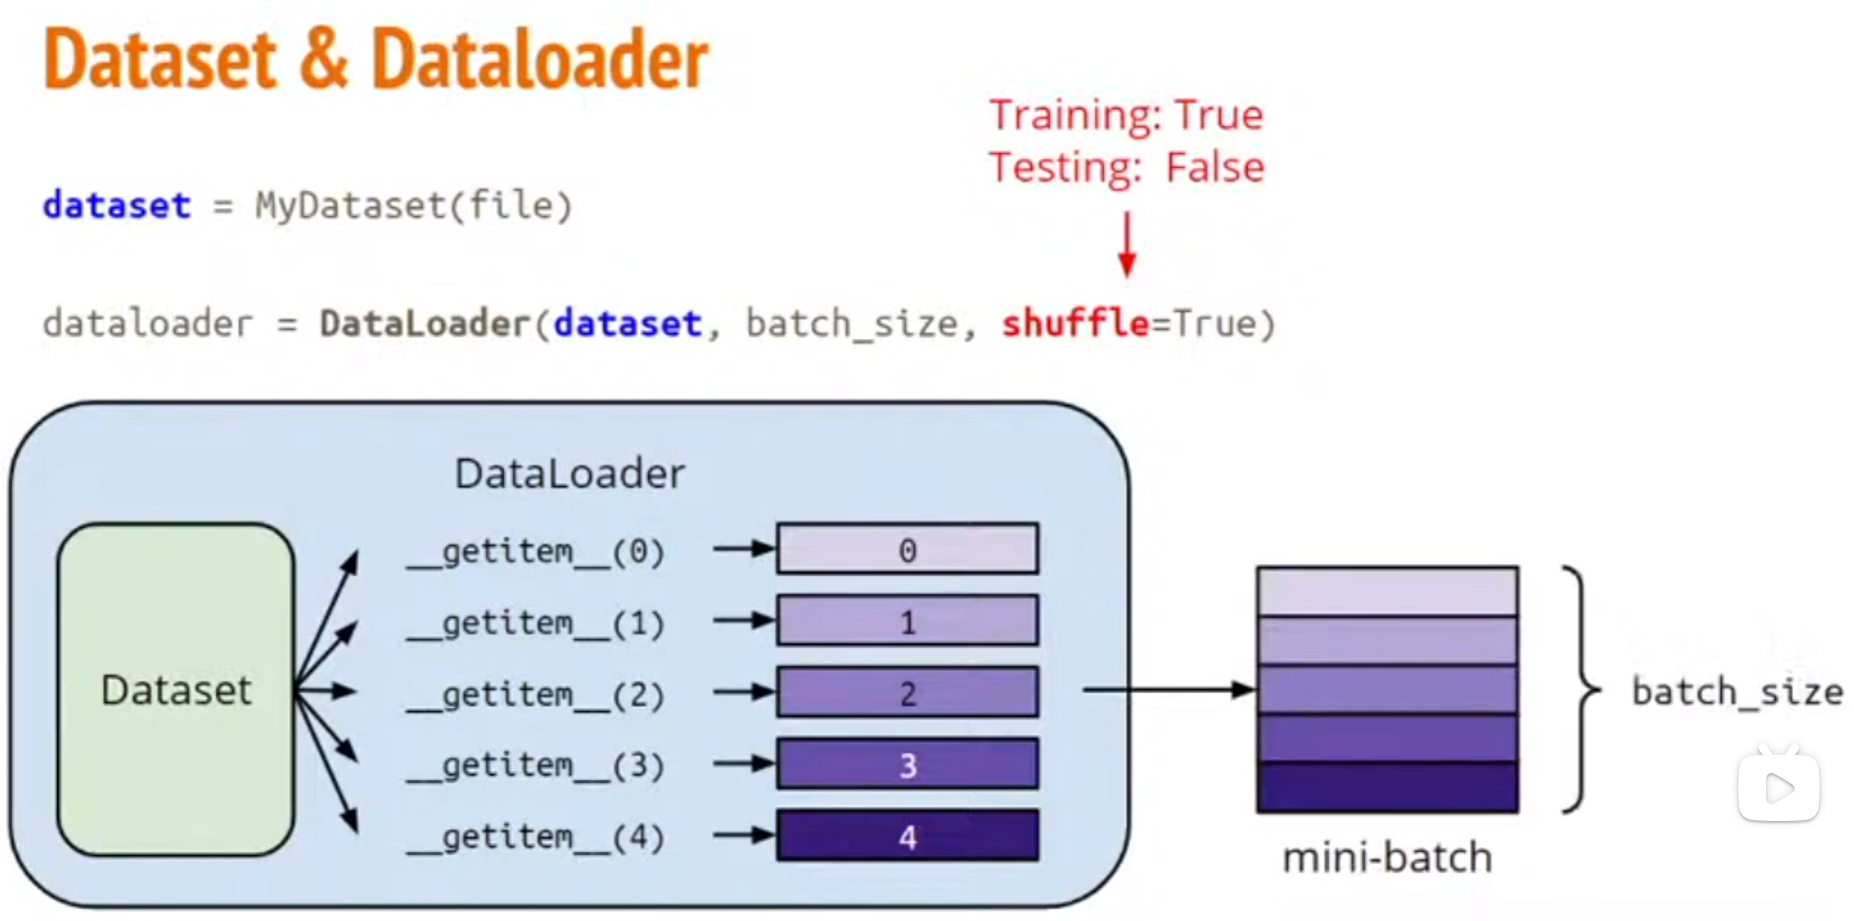 Dataset & Dataloader
Training: True
Testing: False
dataset = MyDataset(file)
dataloader = DataLoader(dataset, batch_size, shuffle=True)
DataLoader
Dataset
__getitem__(0)
0
__getitem__(1)
1
__getitem__(2)
2
__getitem__(3)
3
__getitem__(4)
4
batch_size
mini-batch